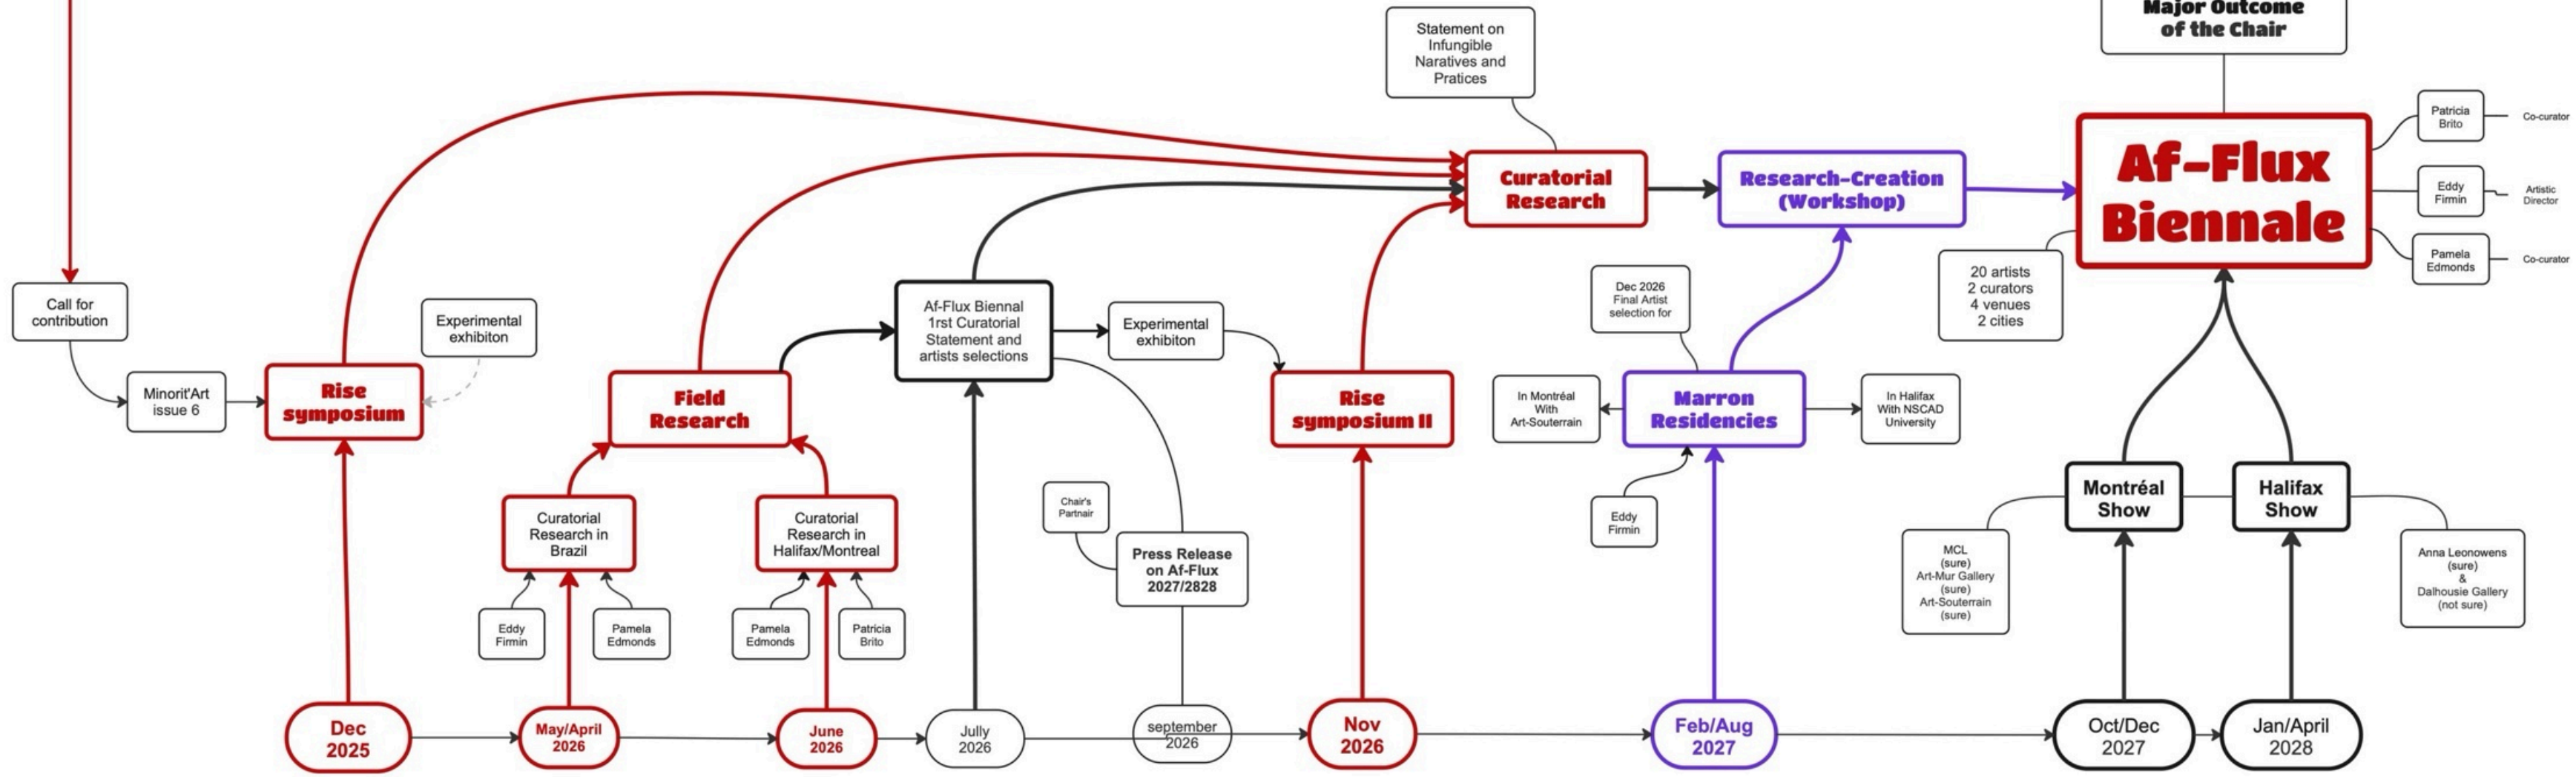 Major Outcome
of the Chair
Statement on
Infungible
Naratives and
Pratices
Patricia
Brito
Co-curator
Curatorial
Research
Research-Creation
(Workshop)
Af-Flux
Biennale
Eddy
Firmin
Artistic
Director
Pamela
Edmonds
Co-curator
20 artists
2 curators
4 venues
2 cities
Call for
contribution
Minorit'Art
issue 6
Experimental
exhibiton
Rise
symposium
Field
Research
Af-Flux Biennal
1rst Curatorial
Statement and
artists selections
Experimental
exhibiton
Rise
symposium II
Dec 2026
Final Artist
selection for
In Montréal
With
Art-Souterrain
Marron
Residencies
In Halifax
With NSCAD
University
Eddy
Firmin
Curatorial
Research in
Brazil
Eddy
Firmin
Pamela
Edmonds
Curatorial
Research in
Halifax/Montreal
Pamela
Edmonds
Patricia
Brito
Chair's
Partnair
Press Release
on Af-Flux
2027/2828
Montréal
Show
Halifax
Show
MCL
(sure)
Art-Mur Gallery
(sure)
Art-Souterrain
(sure)
Anna Leonowens
(sure)
&
Dalhousie Gallery
(not sure)
Dec
2025
May/April
2026
June
2026
Jully
2026
september
2026
Nov
2026
Feb/Aug
2027
Oct/Dec
2027
Jan/April
2028